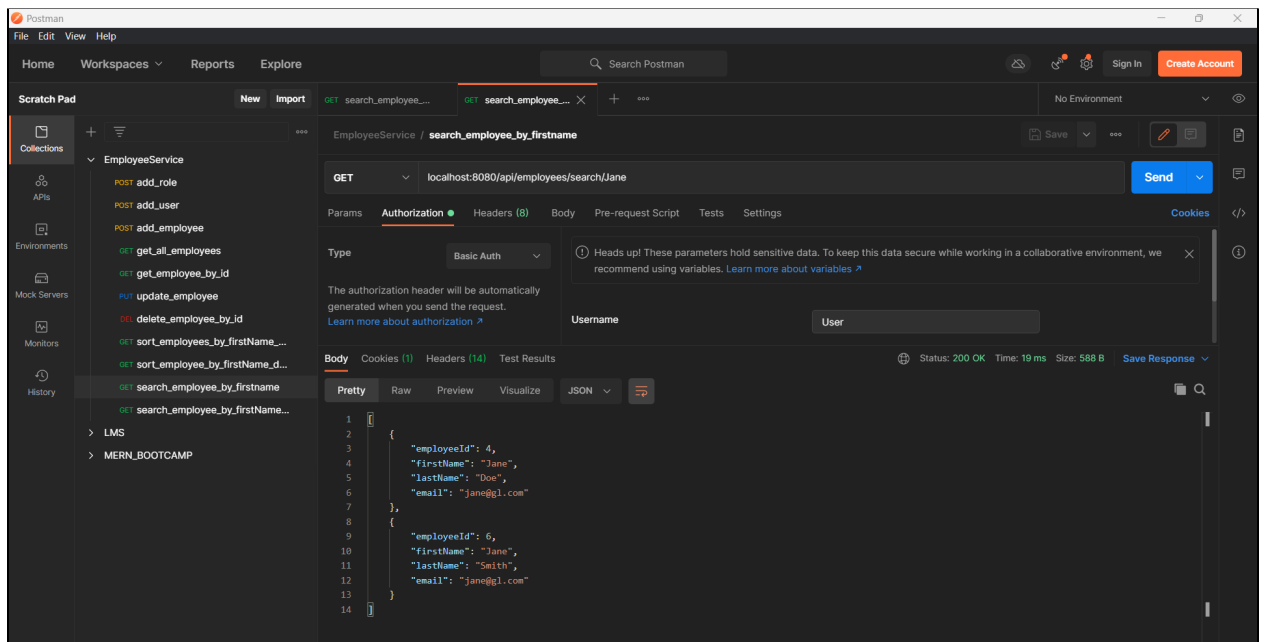 Postman
File Edit View Help
Home Workspaces Reports Explore Search Postman Sign In Create Account
Scratch Pad New Import GET search_employee_... GET search_employee_... No Environment
Collections
APIs
Environments
Mock Servers
Monitors
History
EmployeeService
POST add_role
POST add_user
POST add_employee
GET get_all_employees
GET get_employee_by_id
PUT update_employee
DEL delete_employee_by_id
GET sort_employees_by_firstName_...
GET sort_employee_by_firstName_d...
GET search_employee_by_firstname
GET search_employee_by_firstName...
LMS
MERN_BOOTCAMP
EmployeeService / search_employee_by_firstname Save
GET localhost:8080/api/employees/search/Jane Send
Params Authorization Headers (8) Body Pre-request Script Tests Settings Cookies
Type Basic Auth
The authorization header will be automatically
generated when you send the request.
Learn more about authorization ↗
Heads up! These parameters hold sensitive data. To keep this data secure while working in a collaborative environment, we
recommend using variables. Learn more about variables ↗
Username User
Body Cookies (1) Headers (14) Test Results Status: 200 OK Time: 19 ms Size: 588 B Save Response
Pretty Raw Preview Visualize JSON
1 [
2 {
3 "employeeId": 4,
4 "firstName": "Jane",
5 "lastName": "Doe",
6 "email": "jane@gl.com"
7 },
8 {
9 "employeeId": 6,
10 "firstName": "Jane",
11 "lastName": "Smith",
12 "email": "jane@gl.com"
13 }
14 ]